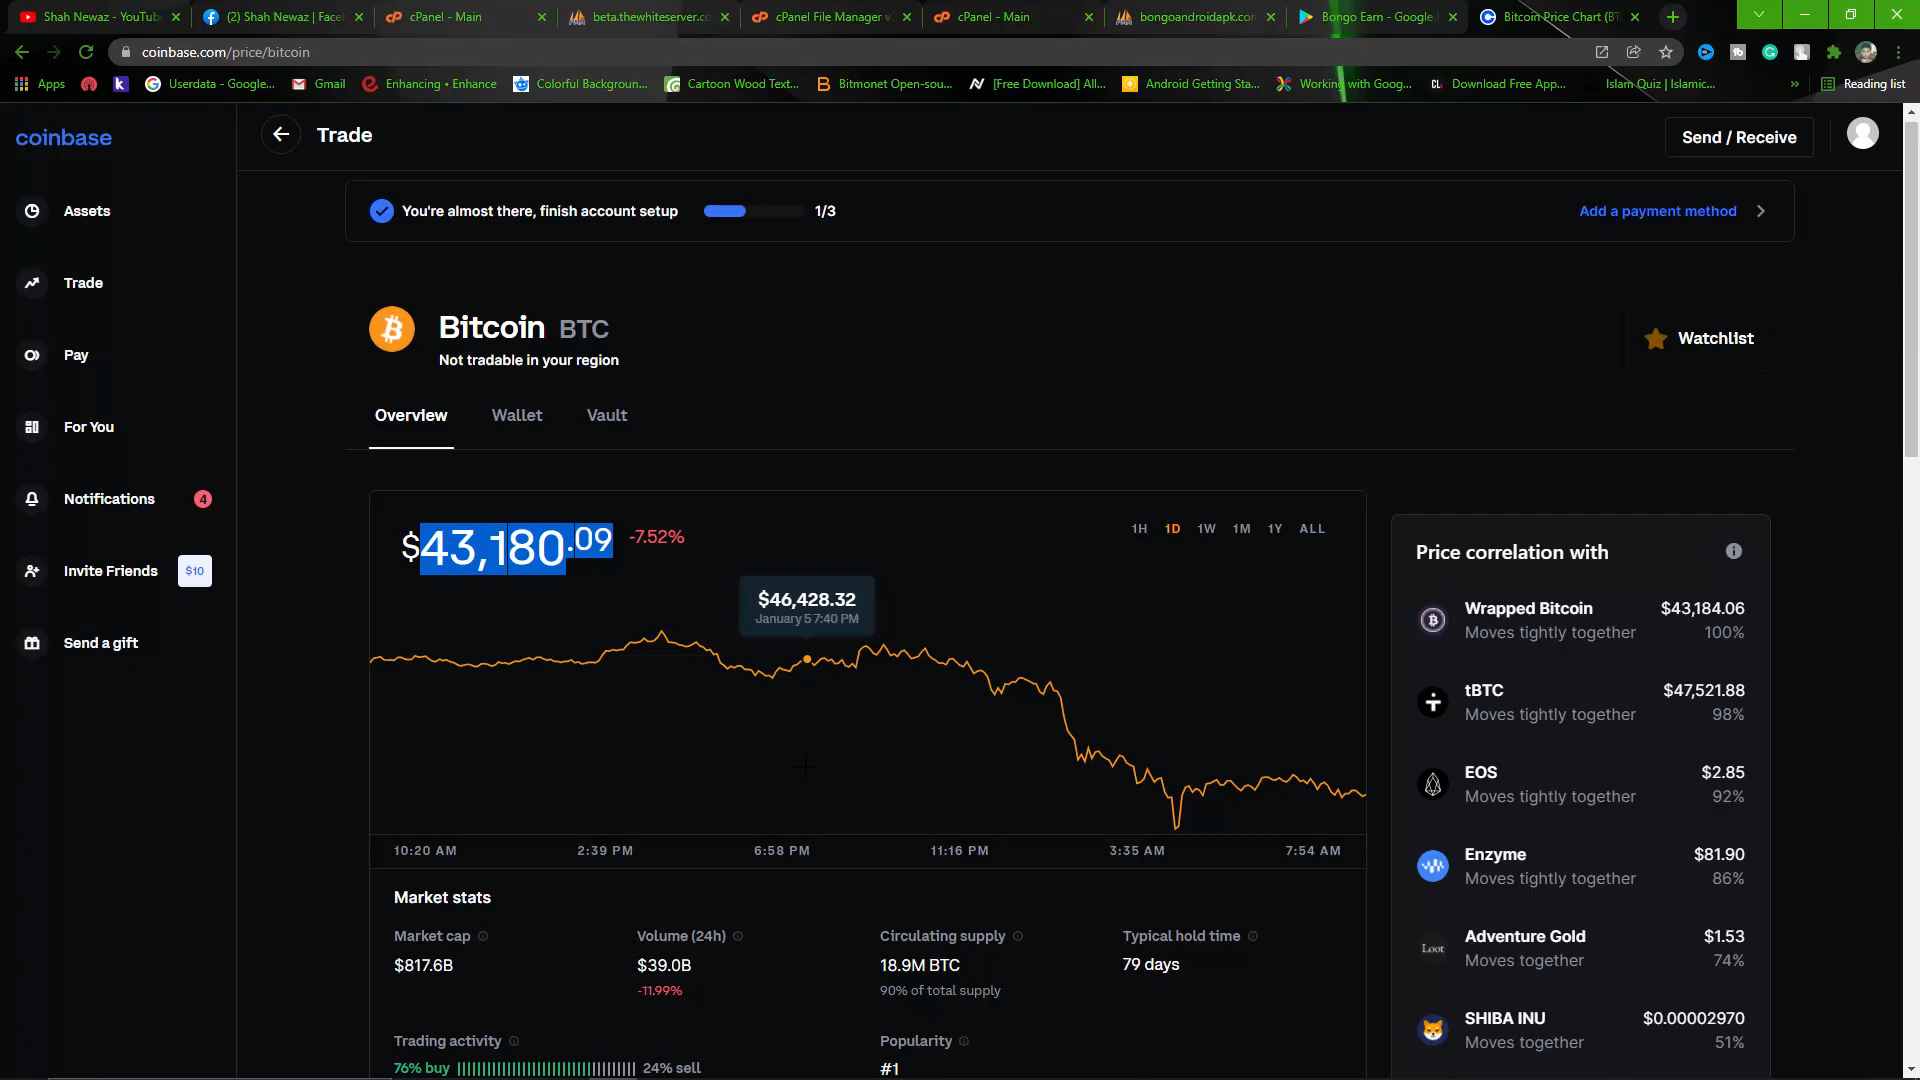 Shah Newaz - YouTub
(2) Shah Newaz | Face
cPanel - Main
beta.thewhiteserver.co
cPanel File Manager v
cPanel - Main
bongoandroidapk.com
Bongo Earn - Google
Bitcoin Price Chart (BT
coinbase.com/price/bitcoin
Apps
Userdata - Google...
Gmail
Enhancing • Enhance
Colorful Backgroun...
Cartoon Wood Text...
Bitmonet Open-sou...
[Free Download] All...
Android Getting Sta...
Working with Goog...
Download Free App...
Islam Quiz | Islamic...
»
Reading list
coinbase
Trade
Send / Receive
Assets
Trade
Pay
For You
Notifications 4
Invite Friends $10
Send a gift
You're almost there, finish account setup 1/3 Add a payment method
Bitcoin BTC
Not tradable in your region
Watchlist
Overview Wallet Vault
$43,180.09 -7.52%
1H 1D 1W 1M 1Y ALL
$46,428.32
January 5 7:40 PM
10:20 AM 2:39 PM 6:58 PM 11:16 PM 3:35 AM 7:54 AM
Market stats
Market cap Volume (24h) Circulating supply Typical hold time
$817.6B $39.0B 18.9M BTC 79 days
-11.99% 90% of total supply
Trading activity Popularity
76% buy 24% sell #1
Price correlation with
Wrapped Bitcoin $43,184.06
Moves tightly together 100%
tBTC $47,521.88
Moves tightly together 98%
EOS $2.85
Moves tightly together 92%
Enzyme $81.90
Moves tightly together 86%
Loot
Adventure Gold $1.53
Moves together 74%
SHIBA INU $0.00002970
Moves together 51%